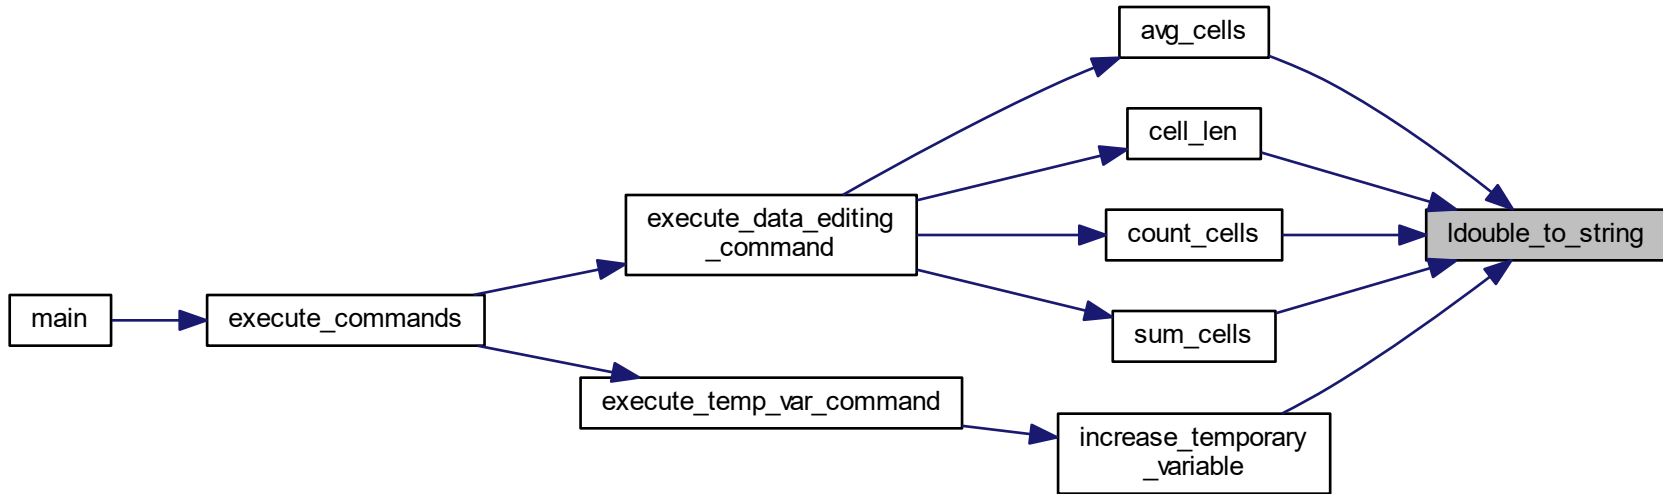 avg_cells
cell_len
execute_data_editing
_command
count_cells
ldouble_to_string
main
execute_commands
sum_cells
execute_temp_var_command
increase_temporary
_variable